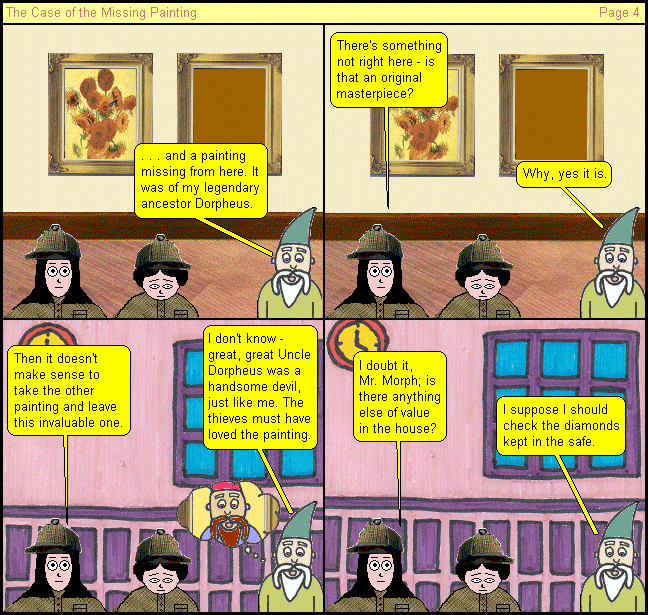 The Case of the Missing Painting
Page 4
. . . and a painting
missing from here. It
was of my legendary
ancestor Dorpheus.
There's something
not right here - is
that an original
masterpiece?
Why, yes it is.
Then it doesn't
make sense to
take the other
painting and leave
this invaluable one.
I don't know -
great, great Uncle
Dorpheus was a
handsome devil,
just like me. The
thieves must have
loved the painting.
I doubt it,
Mr. Morph; is
there anything
else of value
in the house?
I suppose I should
check the diamonds
kept in the safe.